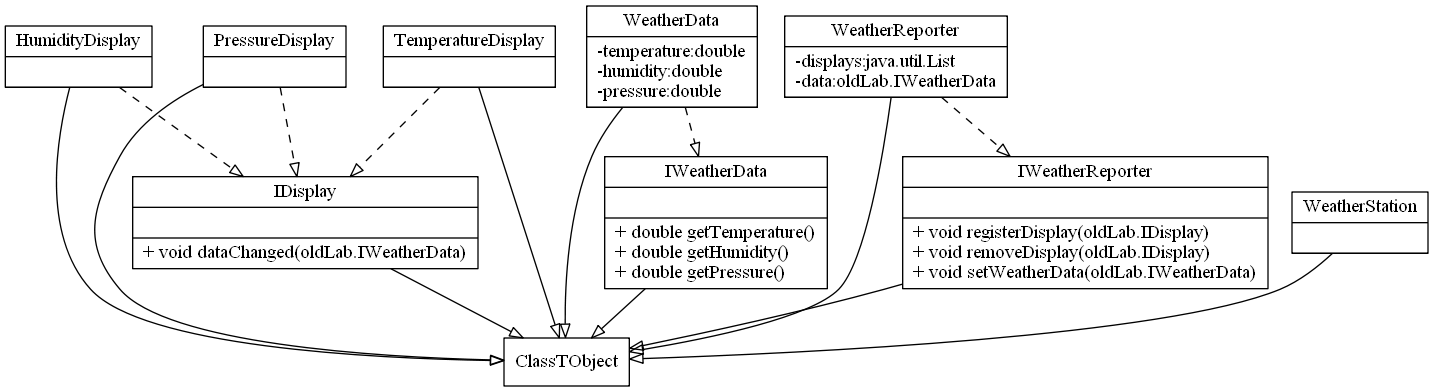 HumidityDisplay
PressureDisplay
TemperatureDisplay
WeatherData
-temperature:double
-humidity:double
-pressure:double
WeatherReporter
-displays:java.util.List
-data:oldLab.IWeatherData
IDisplay
+ void dataChanged(oldLab.IWeatherData)
IWeatherData
+ double getTemperature()
+ double getHumidity()
+ double getPressure()
IWeatherReporter
+ void registerDisplay(oldLab.IDisplay)
+ void removeDisplay(oldLab.IDisplay)
+ void setWeatherData(oldLab.IWeatherData)
WeatherStation
ClassTObject